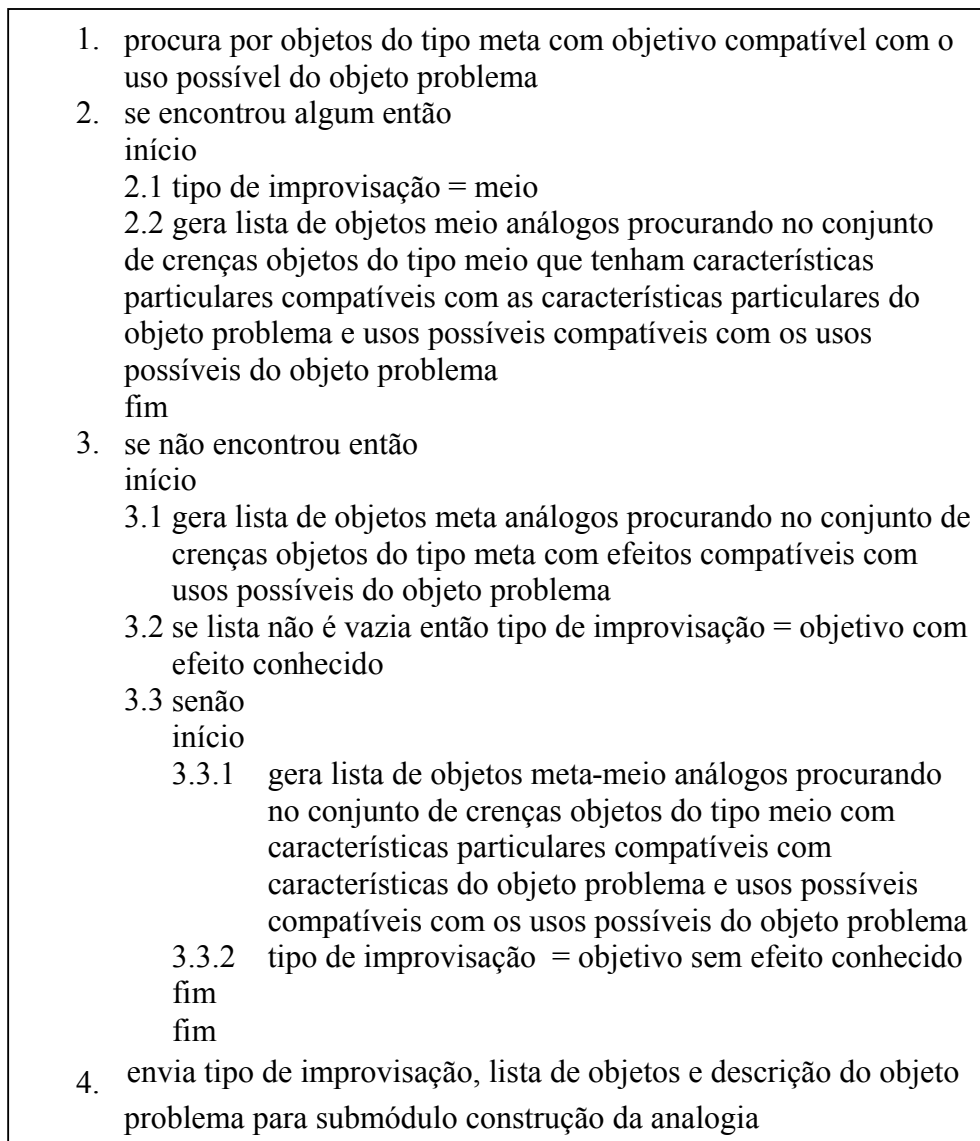 1. procura por objetos do tipo meta com objetivo compatível com o
uso possível do objeto problema
2. se encontrou algum então
início
2.1 tipo de improvisação = meio
2.2 gera lista de objetos meio análogos procurando no conjunto
de crenças objetos do tipo meio que tenham características
particulares compatíveis com as características particulares do
objeto problema e usos possíveis compatíveis com os usos
possíveis do objeto problema
fim
3. se não encontrou então
início
3.1 gera lista de objetos meta análogos procurando no conjunto de
crenças objetos do tipo meta com efeitos compatíveis com
usos possíveis do objeto problema
3.2 se lista não é vazia então tipo de improvisação = objetivo com
efeito conhecido
3.3 senão
início
3.3.1 gera lista de objetos meta-meio análogos procurando
no conjunto de crenças objetos do tipo meio com
características particulares compatíveis com
características do objeto problema e usos possíveis
compatíveis com os usos possíveis do objeto problema
3.3.2 tipo de improvisação = objetivo sem efeito conhecido
fim
fim
4. envia tipo de improvisação, lista de objetos e descrição do objeto
problema para submódulo construção da analogia